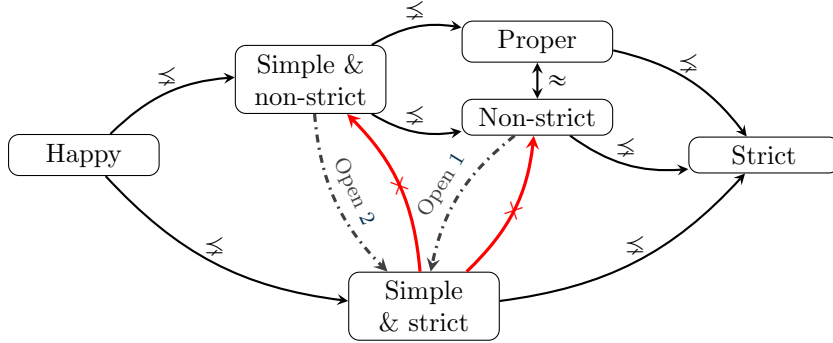 ⋨
Proper
Simple &
non-strict
⋨
⋨
≈
⋨
Non-strict
Happy
⋨
Strict
Open 2
Open 1
⋨
⋨
Simple
& strict